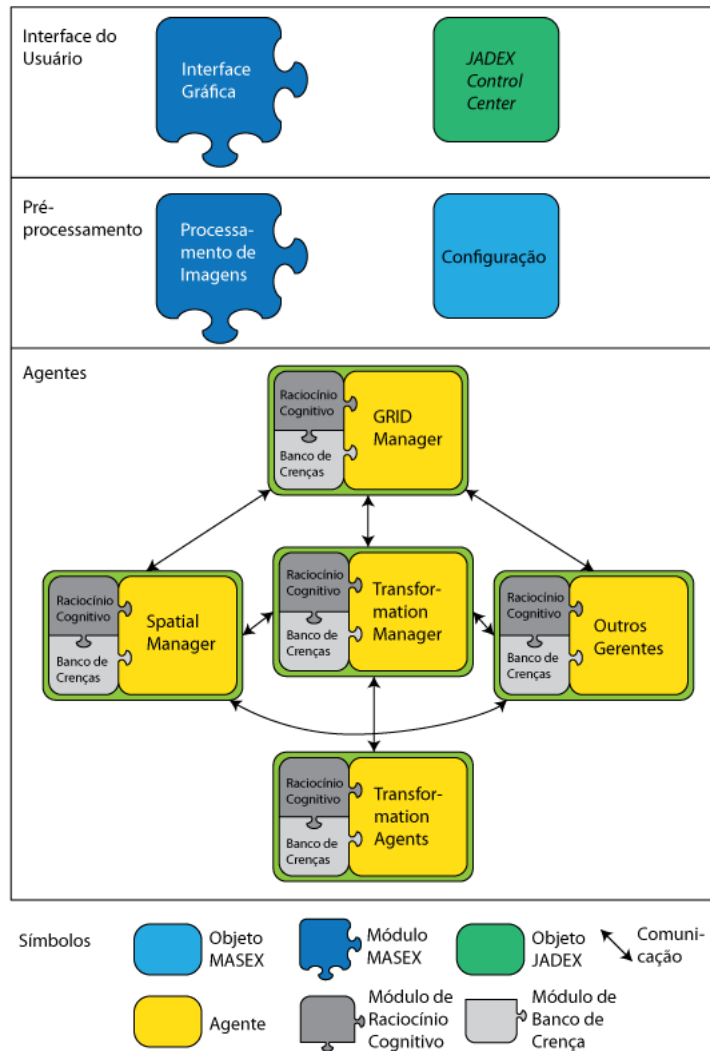 Interface do
Usuário
Interface
Gráfica
JADEX
Control
Center
Pré-
processamento
Processa-
mento de
Imagens
Configuração
Agentes
Raciocínio
Cognitivo
Banco de
Crenças
GRID
Manager
Raciocínio
Cognitivo
Banco de
Crenças
Spatial
Manager
Raciocínio
Cognitivo
Banco de
Crenças
Transfor-
mation
Manager
Raciocínio
Cognitivo
Banco de
Crenças
Outros
Gerentes
Raciocínio
Cognitivo
Banco de
Crenças
Transfor-
mation
Agents
Símbolos
Objeto
MASEX
Módulo
MASEX
Objeto
JADEX
Comuni-
cação
Agente
Módulo de
Raciocínio
Cognitivo
Módulo de
Banco de
Crença